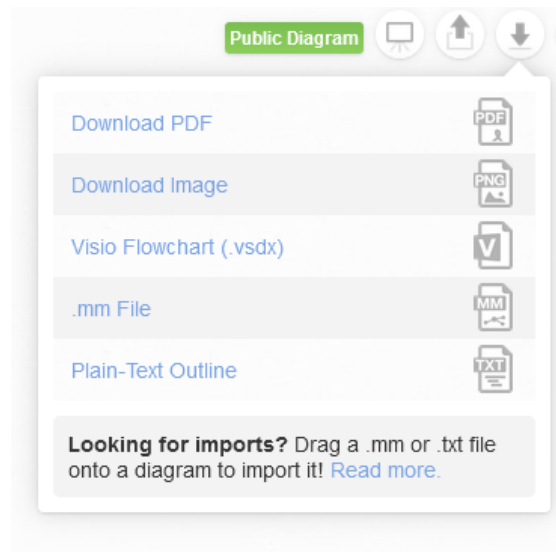 Public Diagram
Download PDF
PDF
Download Image
PNG
Visio Flowchart (.vsdx)
V
.mm File
MM
Plain-Text Outline
TXT
Looking for imports? Drag a .mm or .txt file
onto a diagram to import it! Read more.